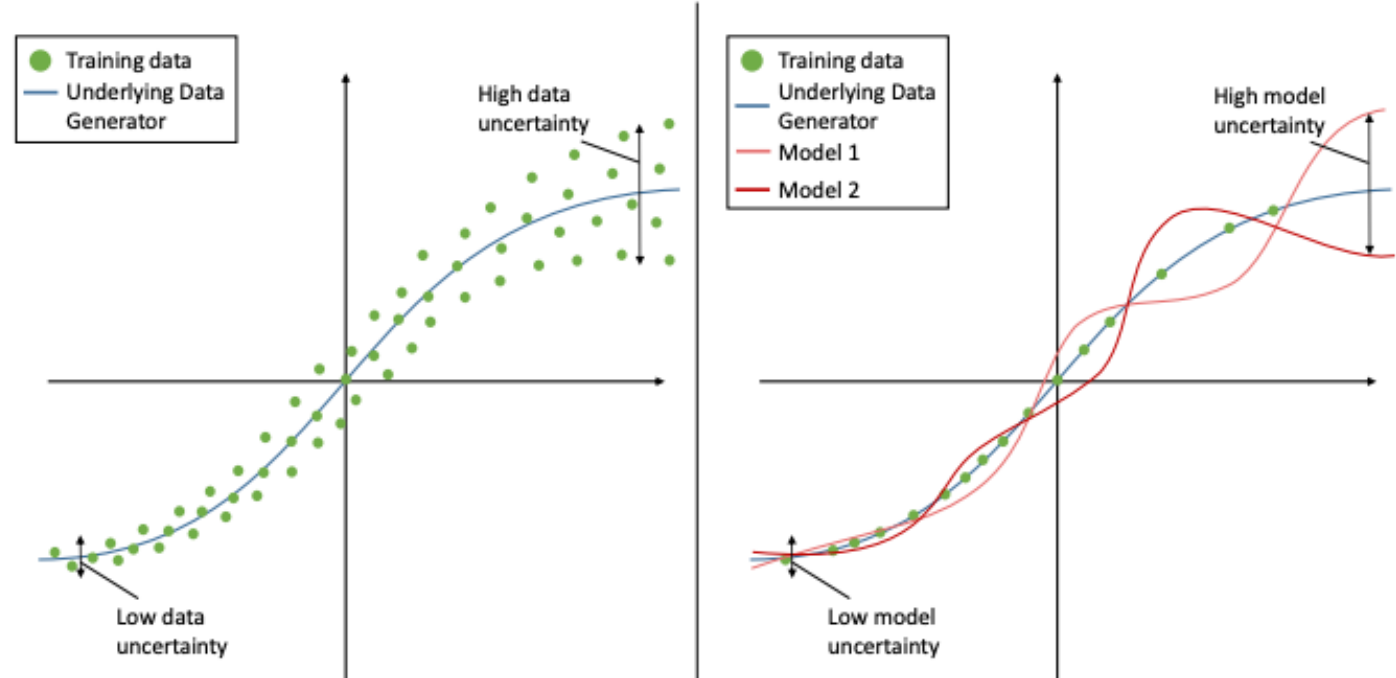 Training data
Underlying Data
Generator
High data
uncertainty
Low data
uncertainty
Training data
Underlying Data
Generator
Model 1
Model 2
High model
uncertainty
Low model
uncertainty